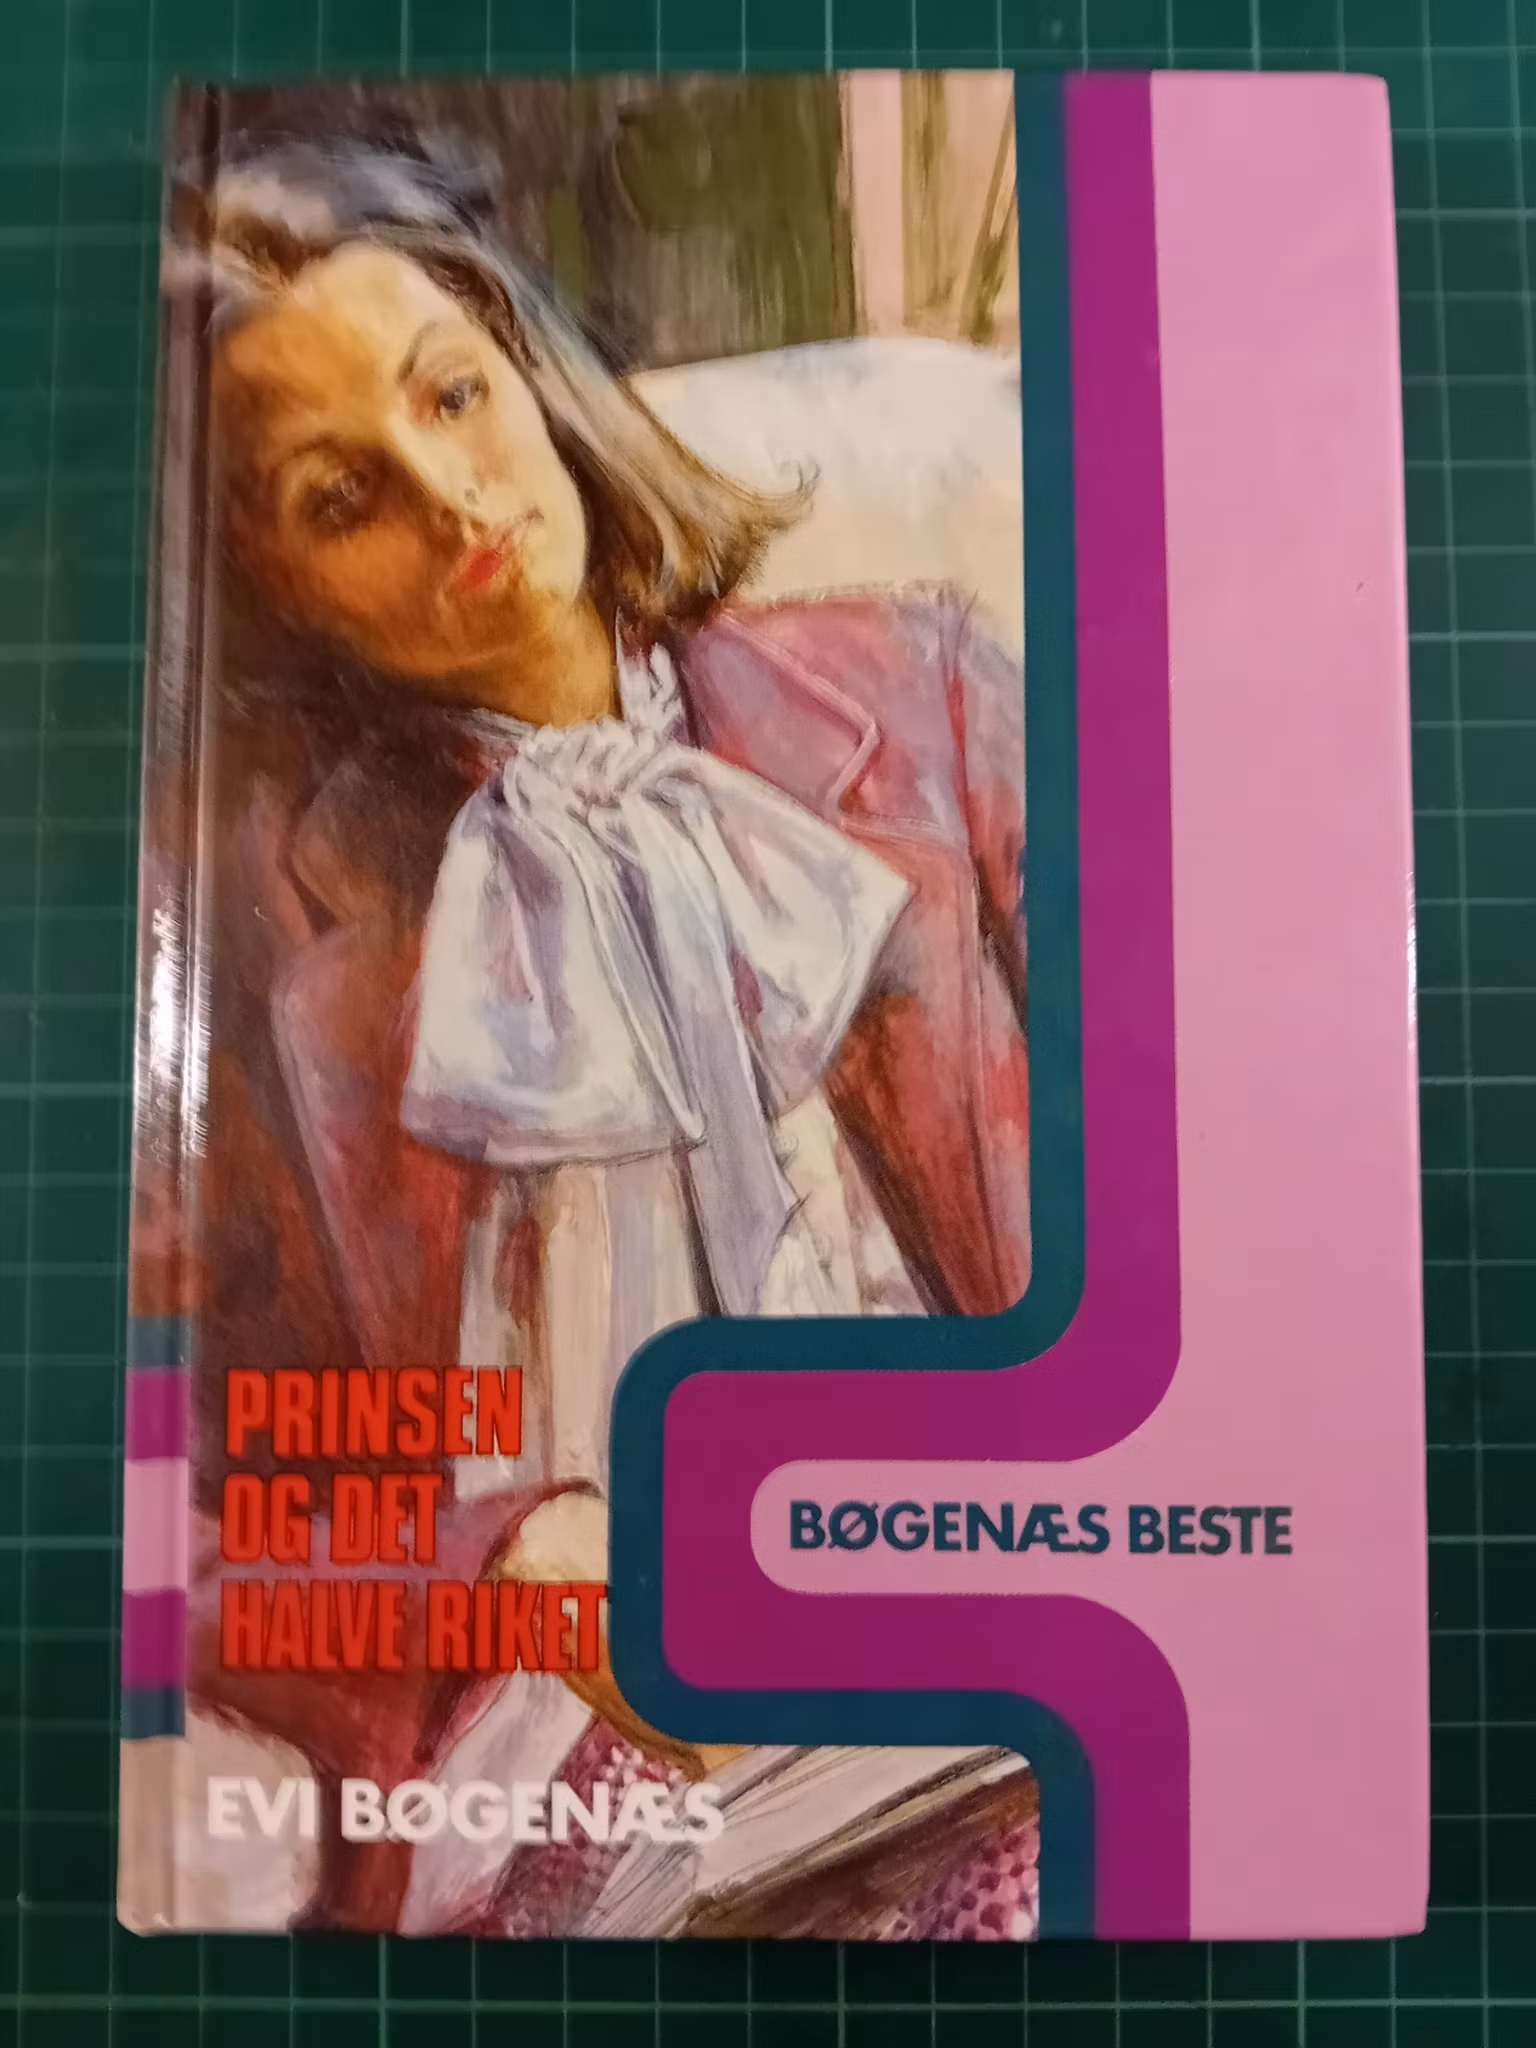 PRINSEN
OG DET
HALVE RIKET
BØGENÆS BESTE
EVI BØGENÆS